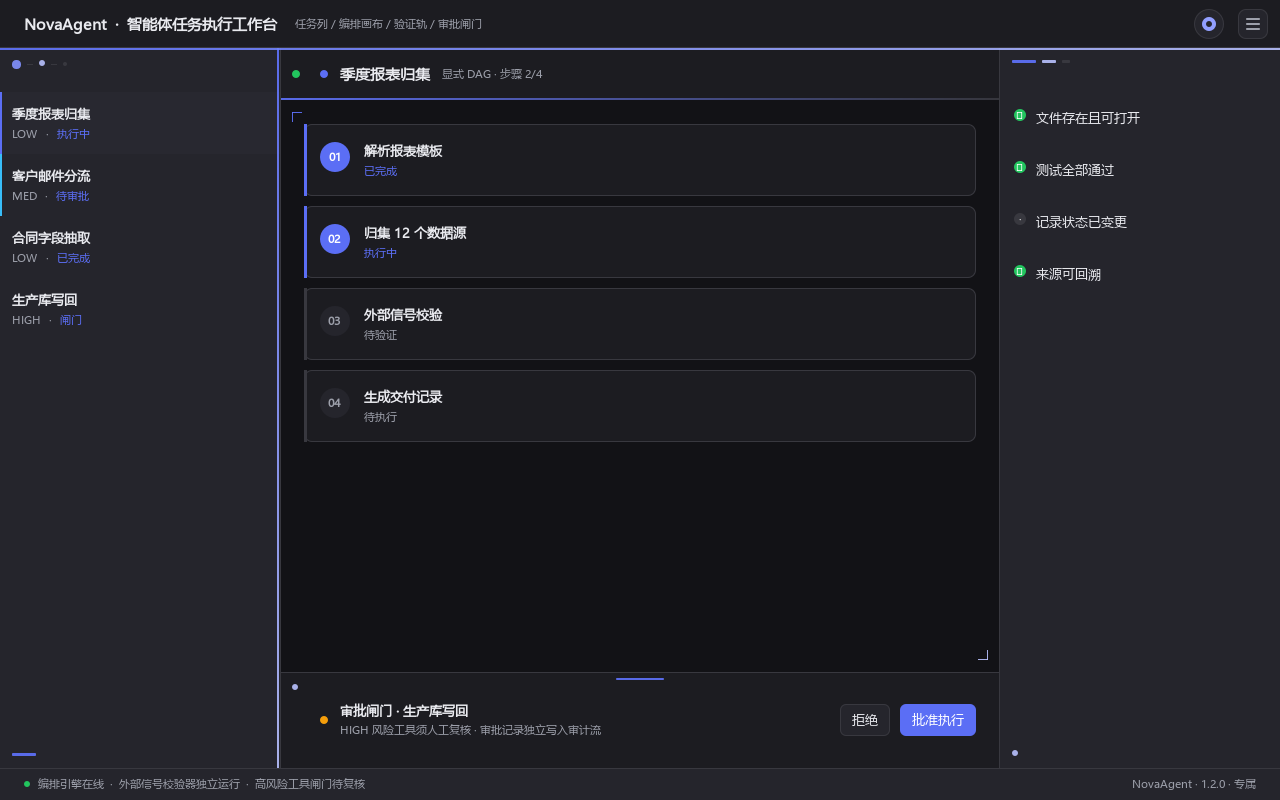 NovaAgent · 智能体任务执行工作台
任务列 / 编排画布 / 验证轨 / 审批闸门
季度报表归集
LOW · 执行中
客户邮件分流
MED · 待审批
合同字段抽取
LOW · 已完成
生产库写回
HIGH · 闸门
季度报表归集
显式 DAG · 步骤 2/4
01
解析报表模板
已完成
02
归集 12 个数据源
执行中
03
外部信号校验
待验证
04
生成交付记录
待执行
文件存在且可打开
测试全部通过
记录状态已变更
来源可回溯
审批闸门 · 生产库写回
HIGH 风险工具须人工复核 · 审批记录独立写入审计流
拒绝
批准执行
编排引擎在线 · 外部信号校验器独立运行 · 高风险工具闸门待复核
NovaAgent · 1.2.0 · 专属